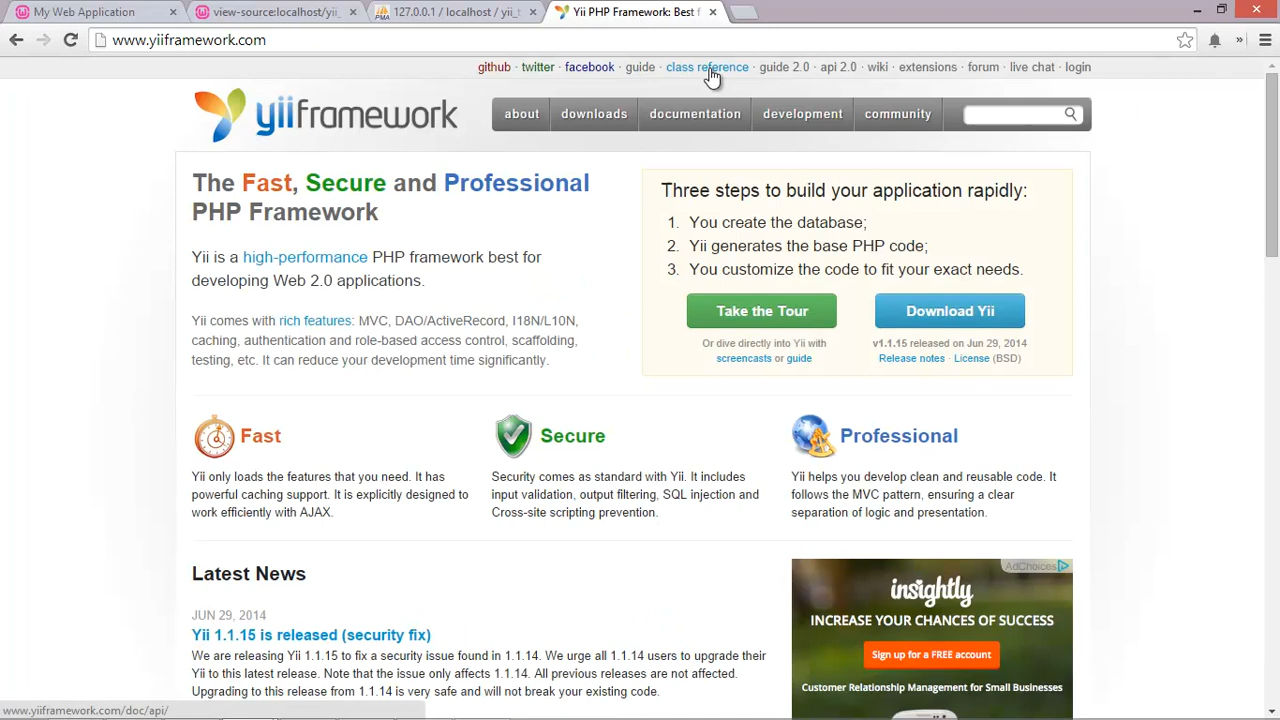 My Web Application
view-source:localhost/yii_
127.0.0.1 / localhost / yii_t
Yii PHP Framework: Best f
www.yiiframework.com
github · twitter · facebook · guide · class reference · guide 2.0 · api 2.0 · wiki · extensions · forum · live chat · login
yiiframework
about
downloads
documentation
development
community
The Fast, Secure and Professional
PHP Framework
Yii is a high-performance PHP framework best for
developing Web 2.0 applications.
Yii comes with rich features: MVC, DAO/ActiveRecord, I18N/L10N,
caching, authentication and role-based access control, scaffolding,
testing, etc. It can reduce your development time significantly.
Three steps to build your application rapidly:
1. You create the database;
2. Yii generates the base PHP code;
3. You customize the code to fit your exact needs.
Take the Tour
Download Yii
Or dive directly into Yii with
screencasts or guide
v1.1.15 released on Jun 29, 2014
Release notes · License (BSD)
Fast
Yii only loads the features that you need. It has
powerful caching support. It is explicitly designed to
work efficiently with AJAX.
Secure
Security comes as standard with Yii. It includes
input validation, output filtering, SQL injection and
Cross-site scripting prevention.
Professional
Yii helps you develop clean and reusable code. It
follows the MVC pattern, ensuring a clear
separation of logic and presentation.
Latest News
JUN 29, 2014
Yii 1.1.15 is released (security fix)
We are releasing Yii 1.1.15 to fix a security issue found in 1.1.14. We urge all 1.1.14 users to upgrade their
Yii to this latest release. Note that the issue only affects 1.1.14. All previous releases are not affected.
Upgrading to this release from 1.1.14 is very safe and will not break your existing code.
AdChoices
insightly
INCREASE YOUR CHANCES OF SUCCESS
Sign up for a FREE account
Customer Relationship Management for Small Businesses
www.yiiframework.com/doc/api/